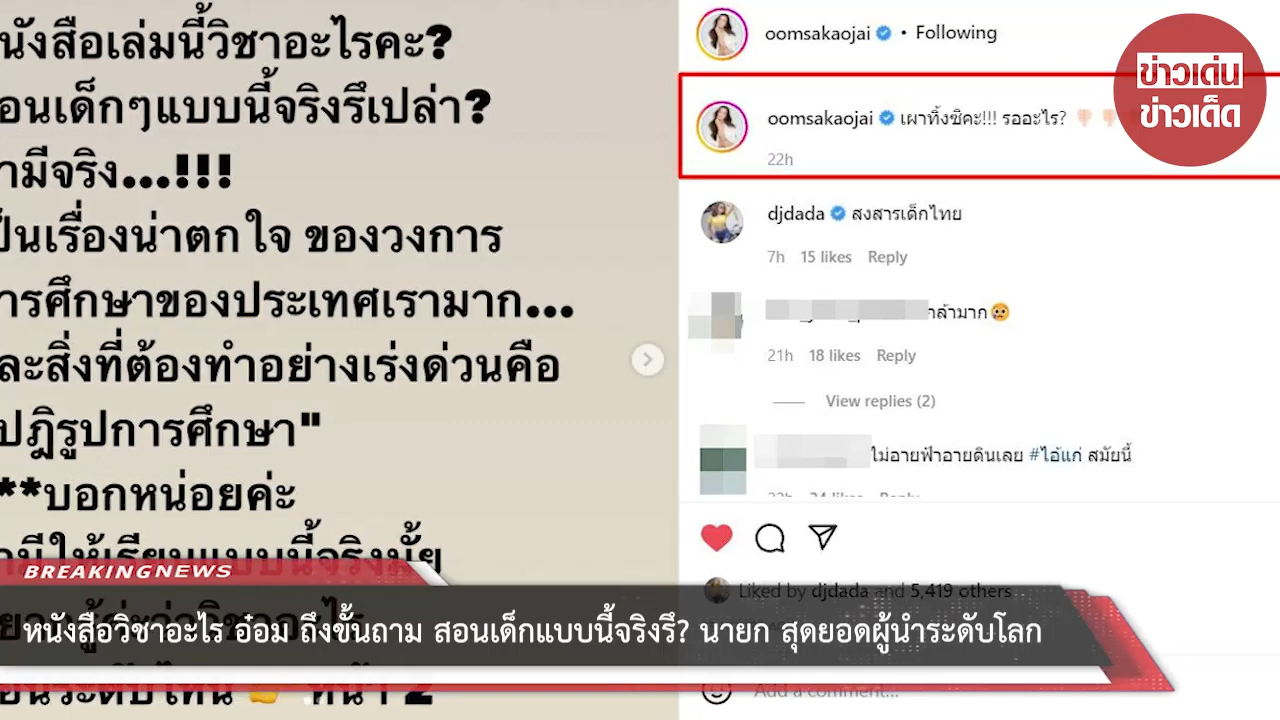 นังสือเล่มนี้วิชาอะไรคะ?
อนเด็กๆแบบนี้จริงรึเปล่า?
ามีจริง...!!!
ป็นเรื่องน่าตกใจ ของวงการ
ารศึกษาของประเทศเรามาก...
ละสิ่งที่ต้องทำอย่างเร่งด่วนคือ
ปฎิรูปการศึกษา"
**บอกหน่อยค่ะ
oomsakaojai • Following
oomsakaojai เผาทิ้งซิคะ!!! รออะไร? 👎🏻 👎🏻
22h
djdada สงสารเด็กไทย
7h 15 likes Reply
กล้ามาก🥺
21h 18 likes Reply
View replies (2)
ไม่อายฟ้าอายดินเลย #ไอ้แก่ สมัยนี้
Liked by djdada and 5,419 others
Add a comment...
ข่าวเด่น
ข่าวเด็ด
BREAKING NEWS
หนังสือวิชาอะไร อ๋อม ถึงขั้นถาม สอนเด็กแบบนี้จริงรึ? นายก สุดยอดผู้นำระดับโลก